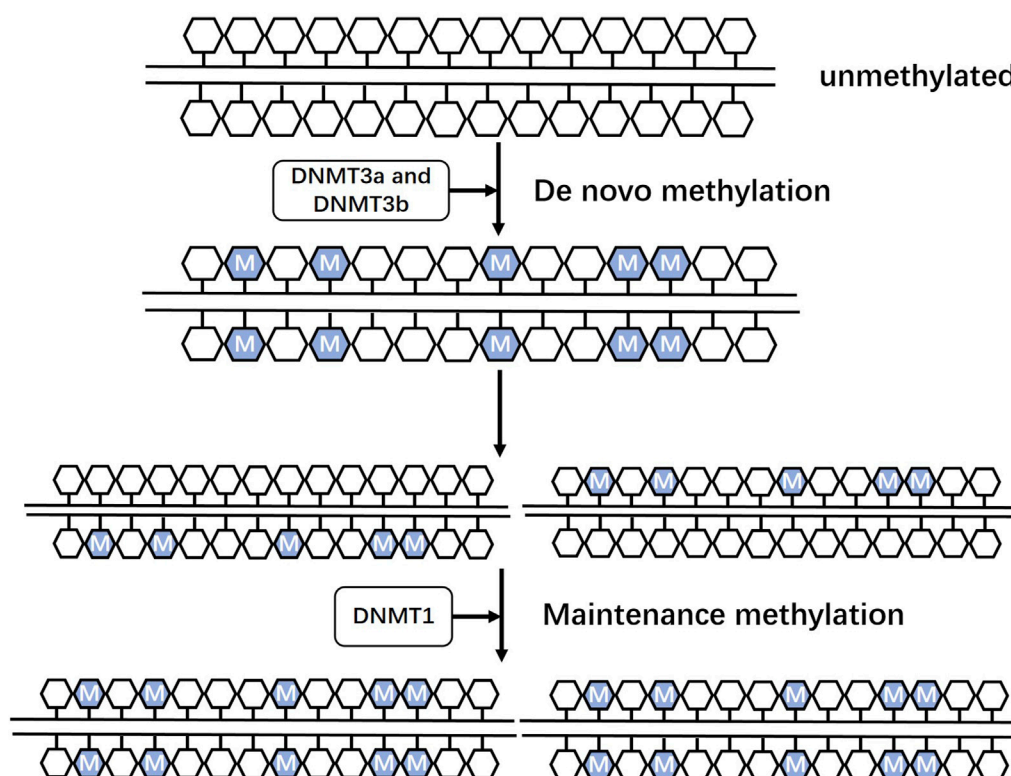 unmethylated
DNMT3a and
DNMT3b
De novo methylation
M M M M M
M M M M M
M M M M M
M M M M M
DNMT1
Maintenance methylation
M M M M M M M M M M
M M M M M M M M M M